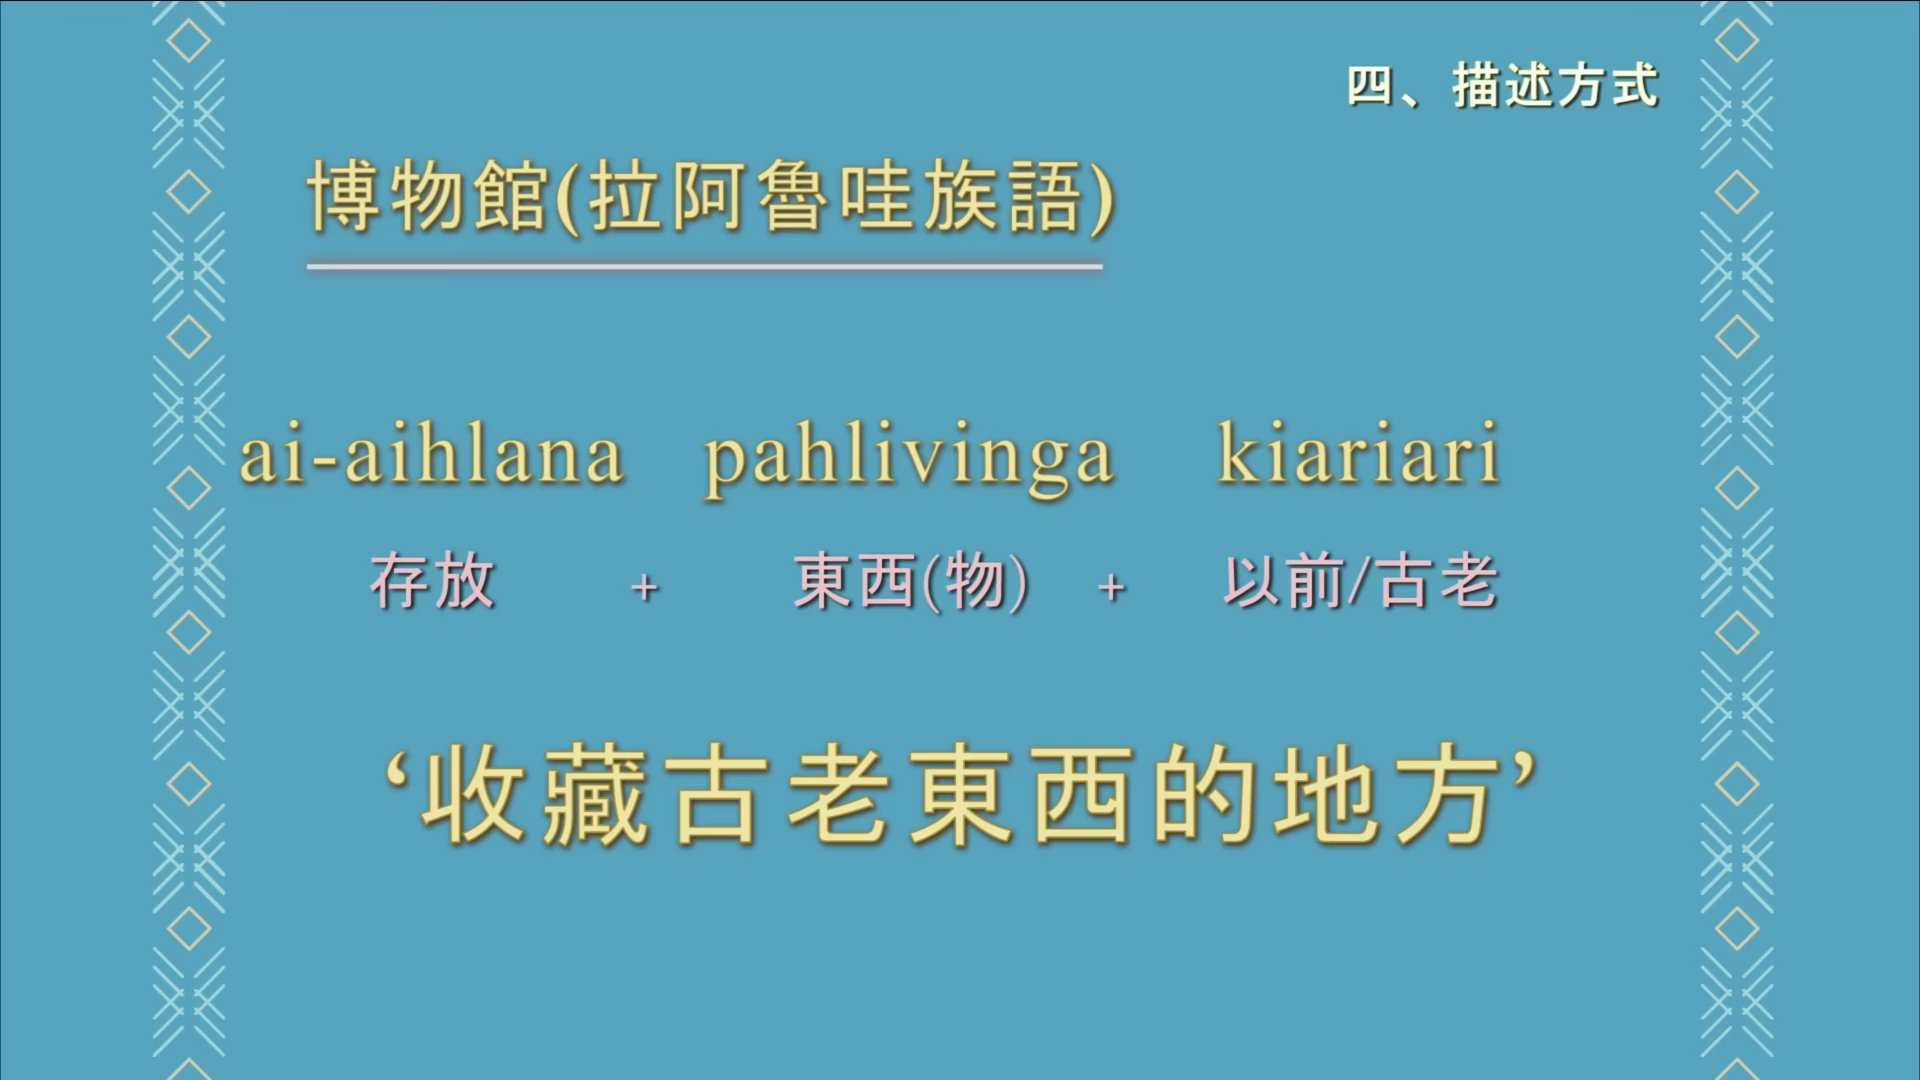 四、描述方式
博物館(拉阿魯哇族語)
ai-aihlana pahlivinga kiariari
存放 + 東西(物) + 以前/古老
‘收藏古老東西的地方’